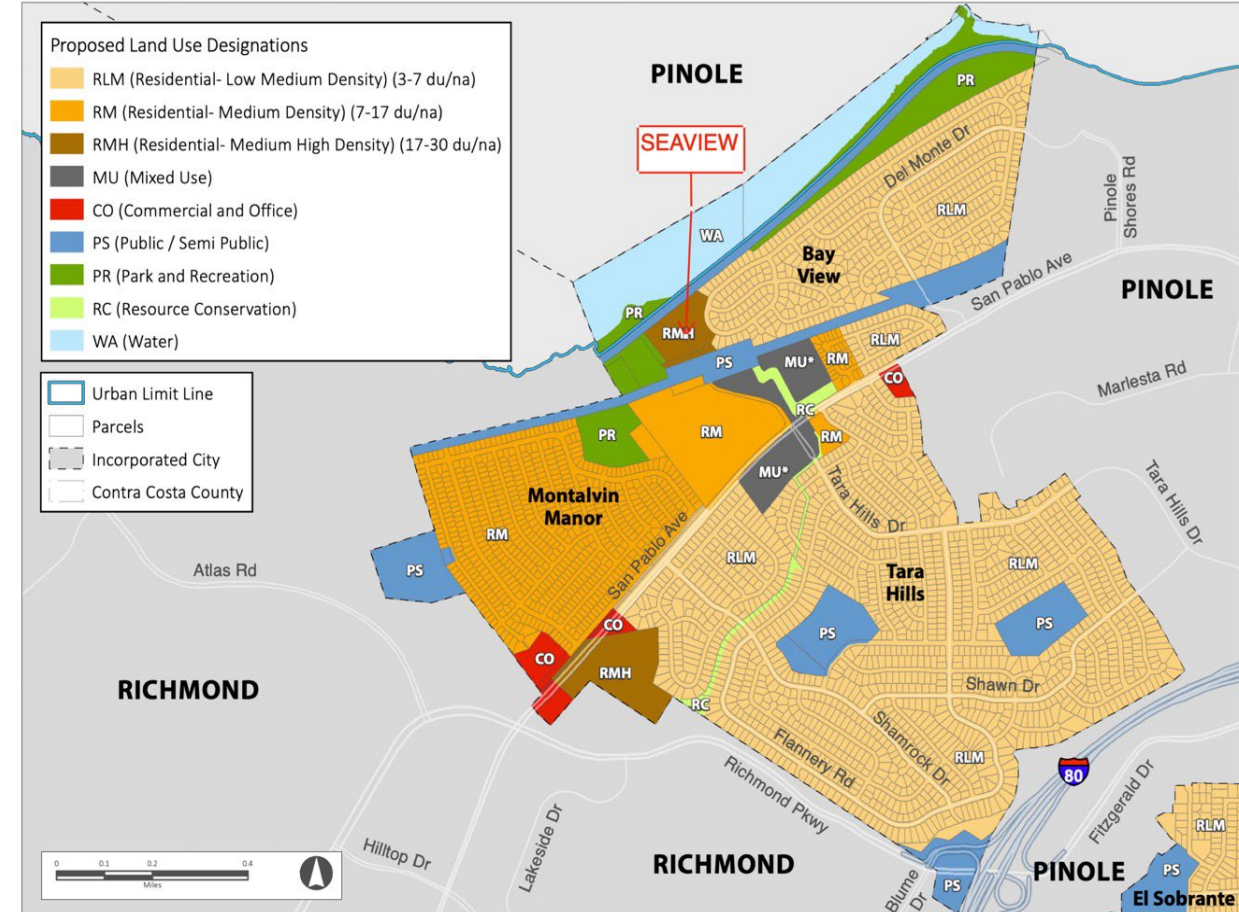 Proposed Land Use Designations
RLM (Residential- Low Medium Density) (3-7 du/na)
RM (Residential- Medium Density) (7-17 du/na)
RMH (Residential- Medium High Density) (17-30 du/na)
MU (Mixed Use)
CO (Commercial and Office)
PS (Public / Semi Public)
PR (Park and Recreation)
RC (Resource Conservation)
WA (Water)
Urban Limit Line
Parcels
Incorporated City
Contra Costa County
PINOLE
SEAVIEW
PR
Del Monte Dr
RLM
Pinole
Shores Rd
WA
Bay
View
San Pablo Ave
PINOLE
PR
RMH
PS
MU*
RM
RLM
CO
Marlesta Rd
RC
PR
RM
RM
MU*
Tara Hills Dr
Tara Hills Dr
Montalvin
Manor
RM
San Pablo Ave
RLM
RLM
Tara
Hills
Atlas Rd
PS
PS
PS
CO
CO
RMH
Shawn Dr
RICHMOND
RC
Shamrock Dr
Flannery Rd
RLM
80
Richmond Pkwy
Fitzgerald Dr
RLM
Hilltop Dr
Lakeside Dr
RICHMOND
Blume
Dr
PS
PINOLE
PS
El Sobrante
0 0.1 0.2 0.4
Miles